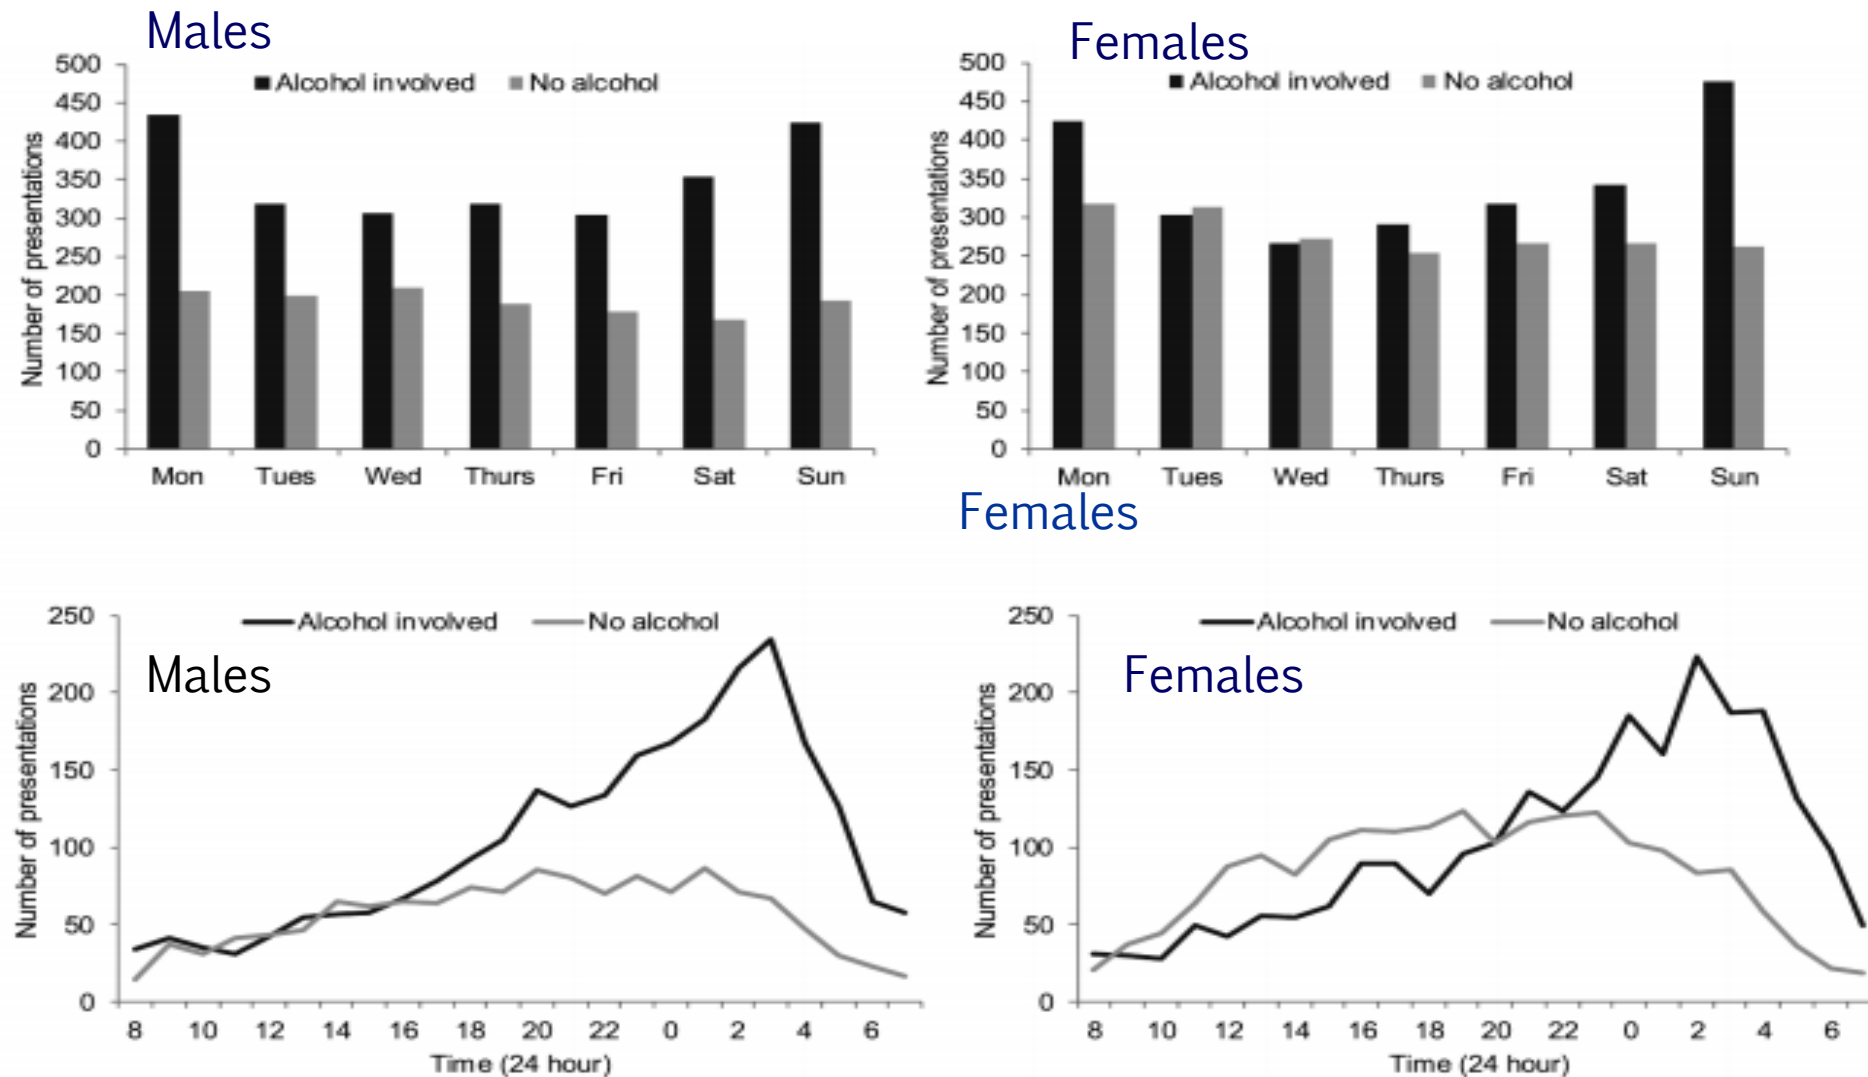 Males
500
450
400
350
300
250
200
150
100
50
0
Number of presentations
Alcohol involved No alcohol
Mon Tues Wed Thurs Fri Sat Sun
Females
500
450
400
350
300
250
200
150
100
50
0
Number of presentations
Alcohol involved No alcohol
Mon Tues Wed Thurs Fri Sat Sun
Females
250
200
150
100
50
0
Number of presentations
Alcohol involved No alcohol
Males
8 10 12 14 16 18 20 22 0 2 4 6
Time (24 hour)
250
200
150
100
50
0
Number of presentations
Alcohol involved No alcohol
Females
8 10 12 14 16 18 20 22 0 2 4 6
Time (24 hour)